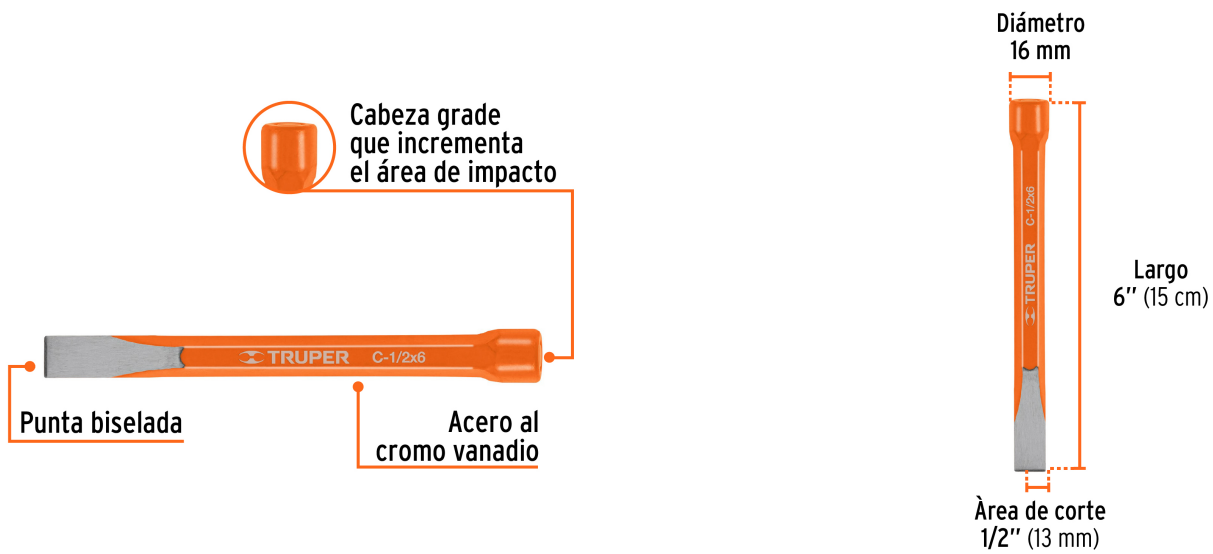 Cabeza grade
que incrementa
el área de impacto
TRUPER C-1/2x6
Punta biselada
Acero al
cromo vanadio
Diámetro
16 mm
TRUPER C-1/2x6
Largo
6’’ (15 cm)
Àrea de corte
1/2’’ (13 mm)